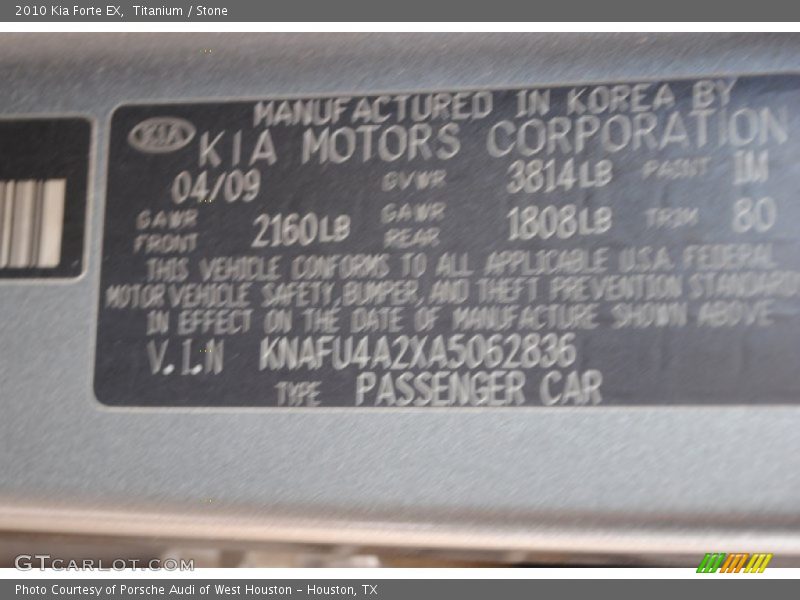 2010 Kia Forte EX, Titanium / Stone
MANUFACTURED IN KOREA BY
KIA KIA MOTORS CORPORATION
04/09 GVWR 3814LB PAINT IM
GAWR FRONT 2160LB GAWR REAR 1808LB TRIM 80
THIS VEHICLE CONFORMS TO ALL APPLICABLE U.S.A. FEDERAL
MOTOR VEHICLE SAFETY, BUMPER, AND THEFT PREVENTION STANDARD
IN EFFECT ON THE DATE OF MANUFACTURE SHOWN ABOVE
V.I.N KNAFU4A2XA5062836
TYPE PASSENGER CAR
GTCARLOT.COM
Photo Courtesy of Porsche Audi of West Houston - Houston, TX